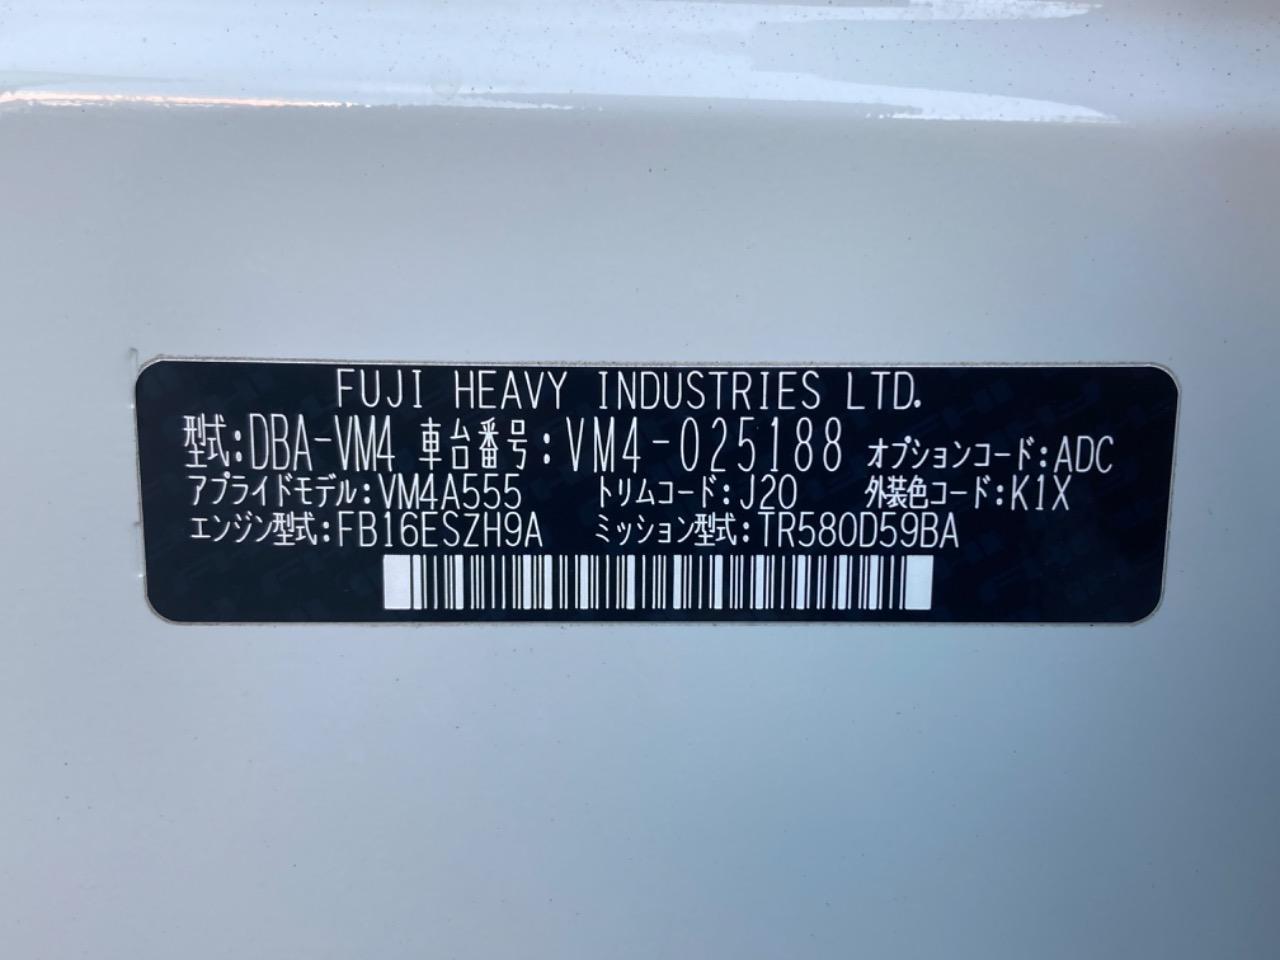 FUJI HEAVY INDUSTRIES LTD.
型式:DBA-VM4 車台番号:VM4-025188 オプションコード:ADC
アプライドモデル:VM4A555 トリムコード:J20 外装色コード:K1X
エンジン型式:FB16ESZH9A ミッション型式:TR580D59BA